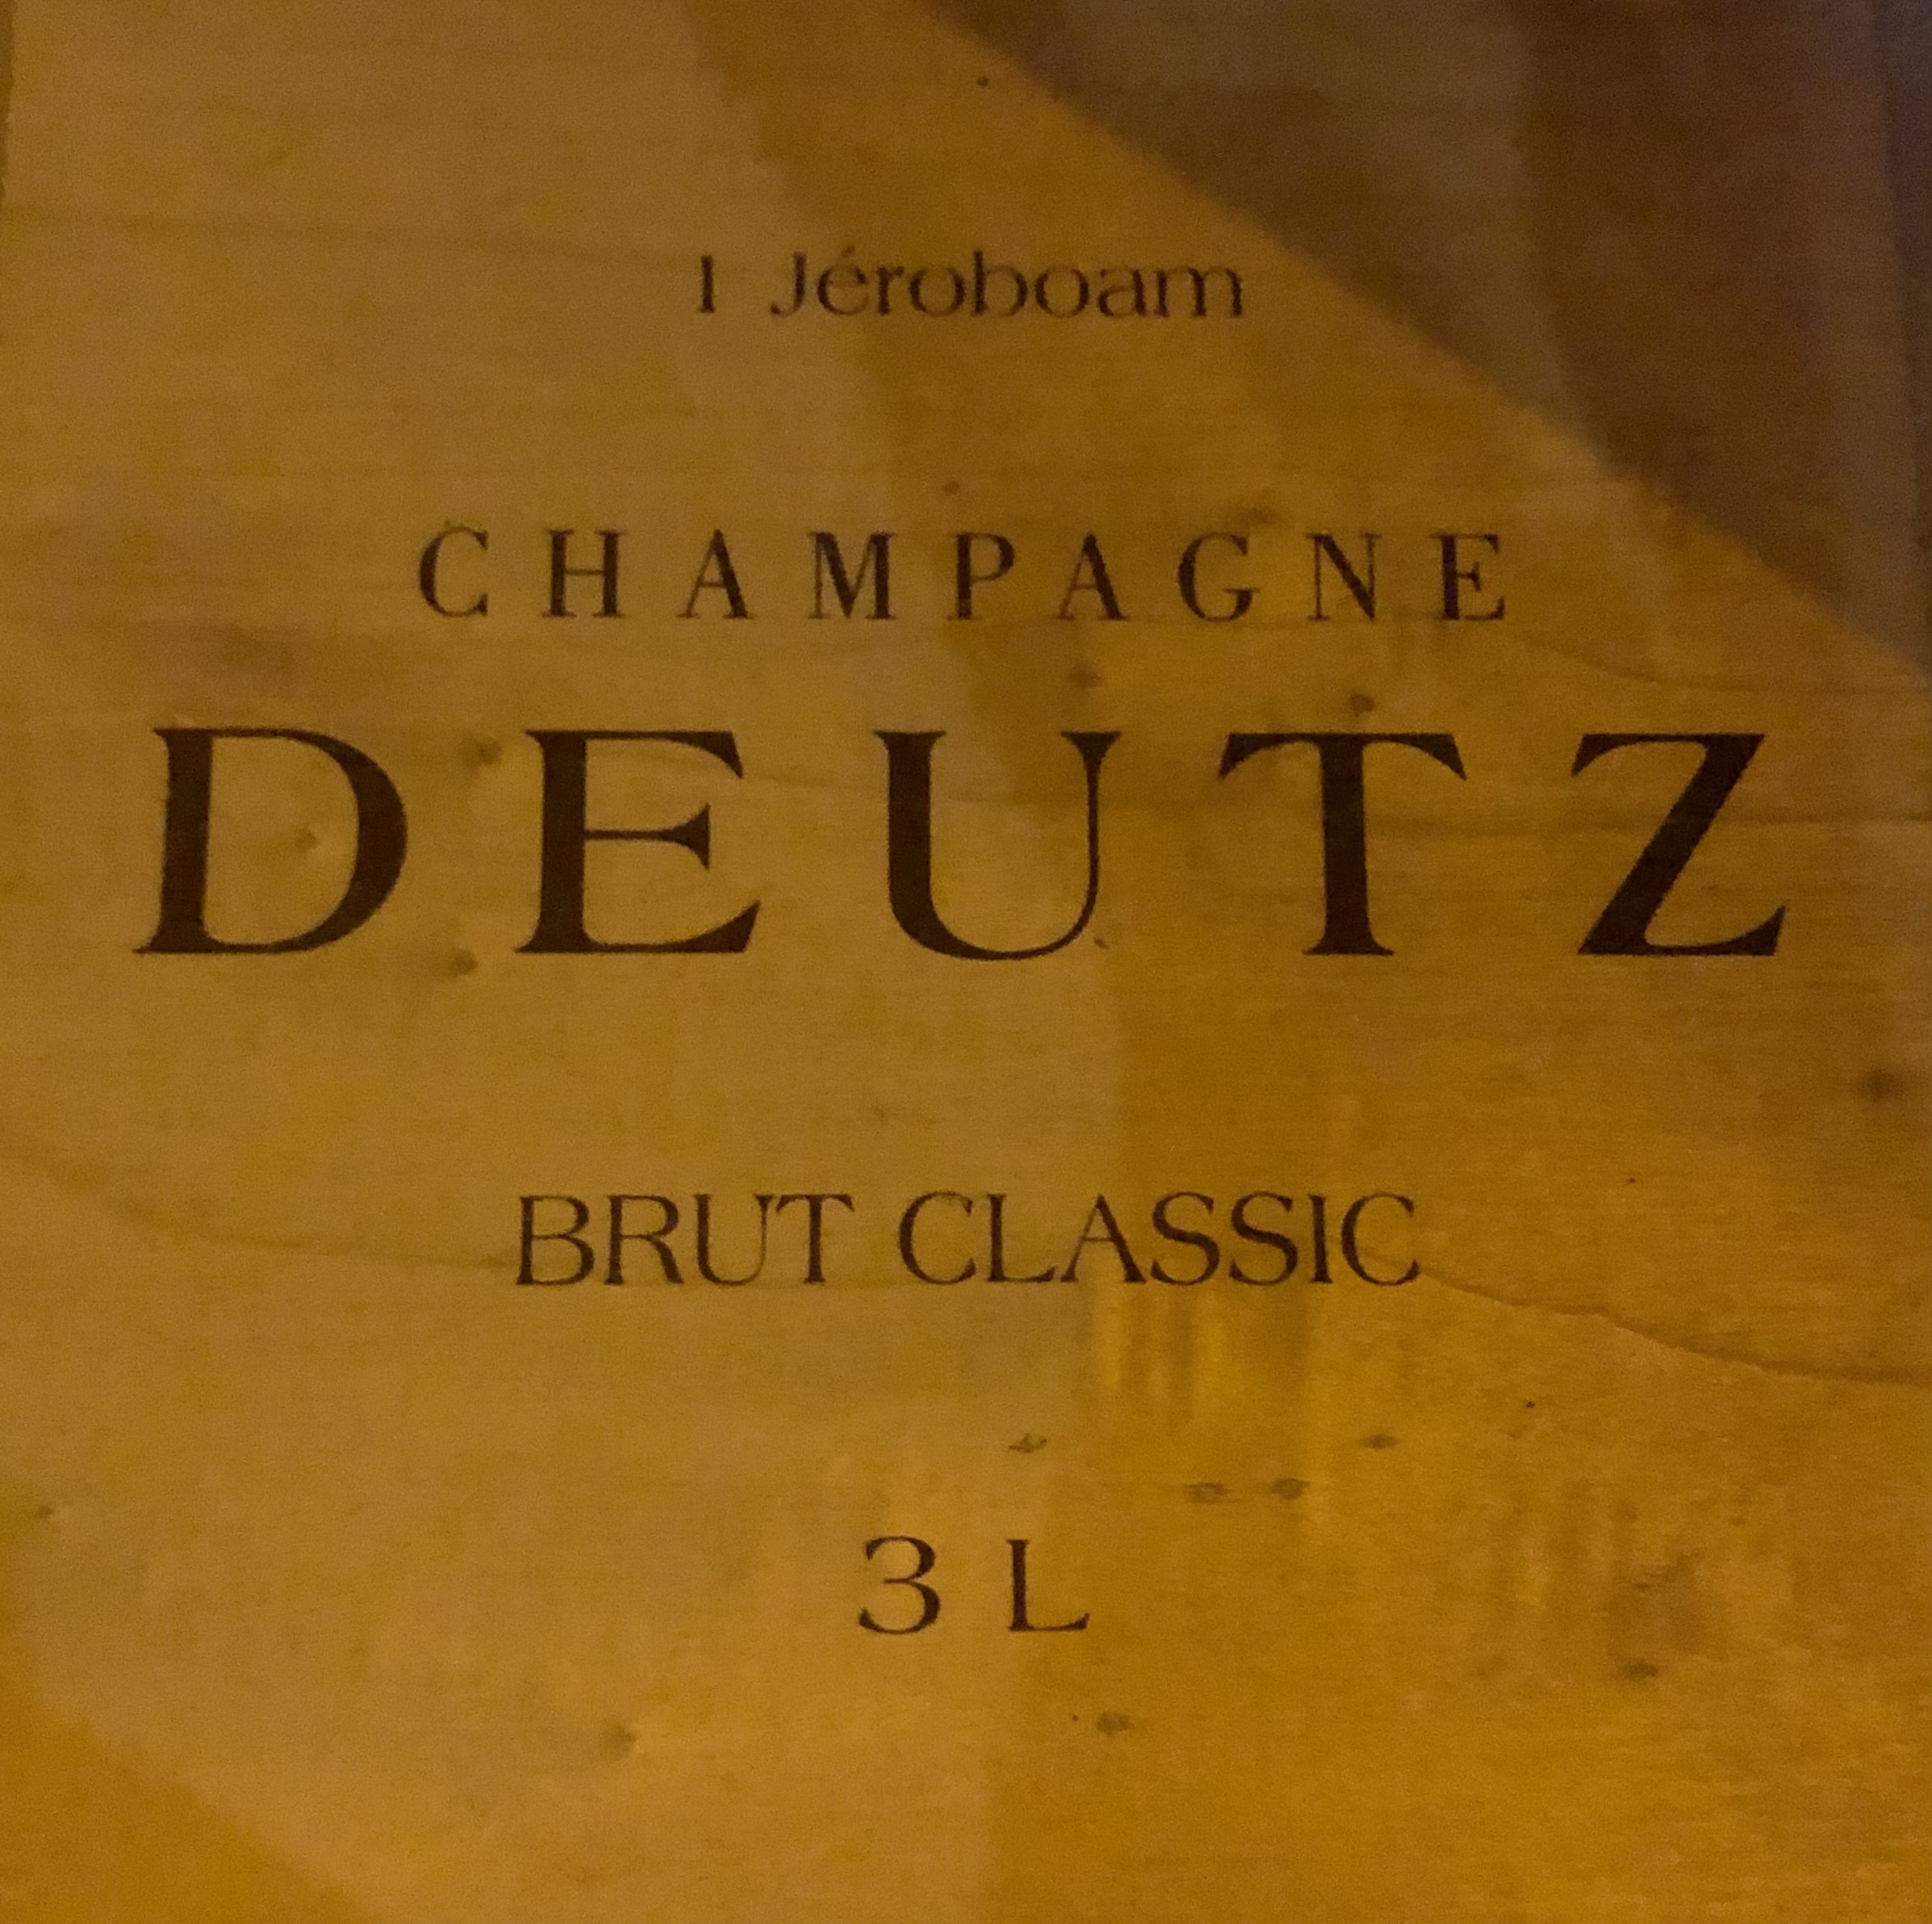 1 Jéroboam
CHAMPAGNE
DEUTZ
BRUT CLASSIC
3 L